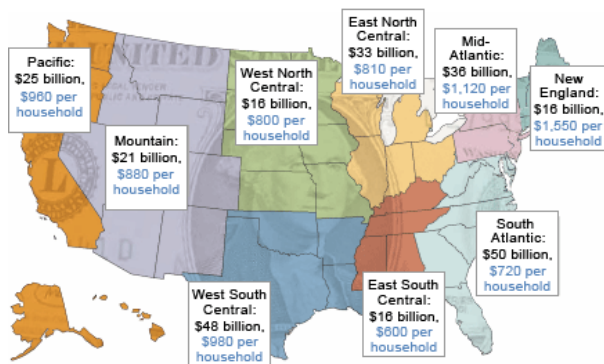 Pacific:
$25 billion,
$960 per
household
Mountain:
$21 billion,
$880 per
household
West North
Central:
$16 billion,
$800 per
household
East North
Central:
$33 billion,
$810 per
household
Mid-
Atlantic:
$36 billion,
$1,120 per
household
New
England:
$16 billion,
$1,550 per
household
West South
Central:
$48 billion,
$980 per
household
East South
Central:
$16 billion,
$600 per
household
South
Atlantic:
$50 billion,
$720 per
household
UNITED
L